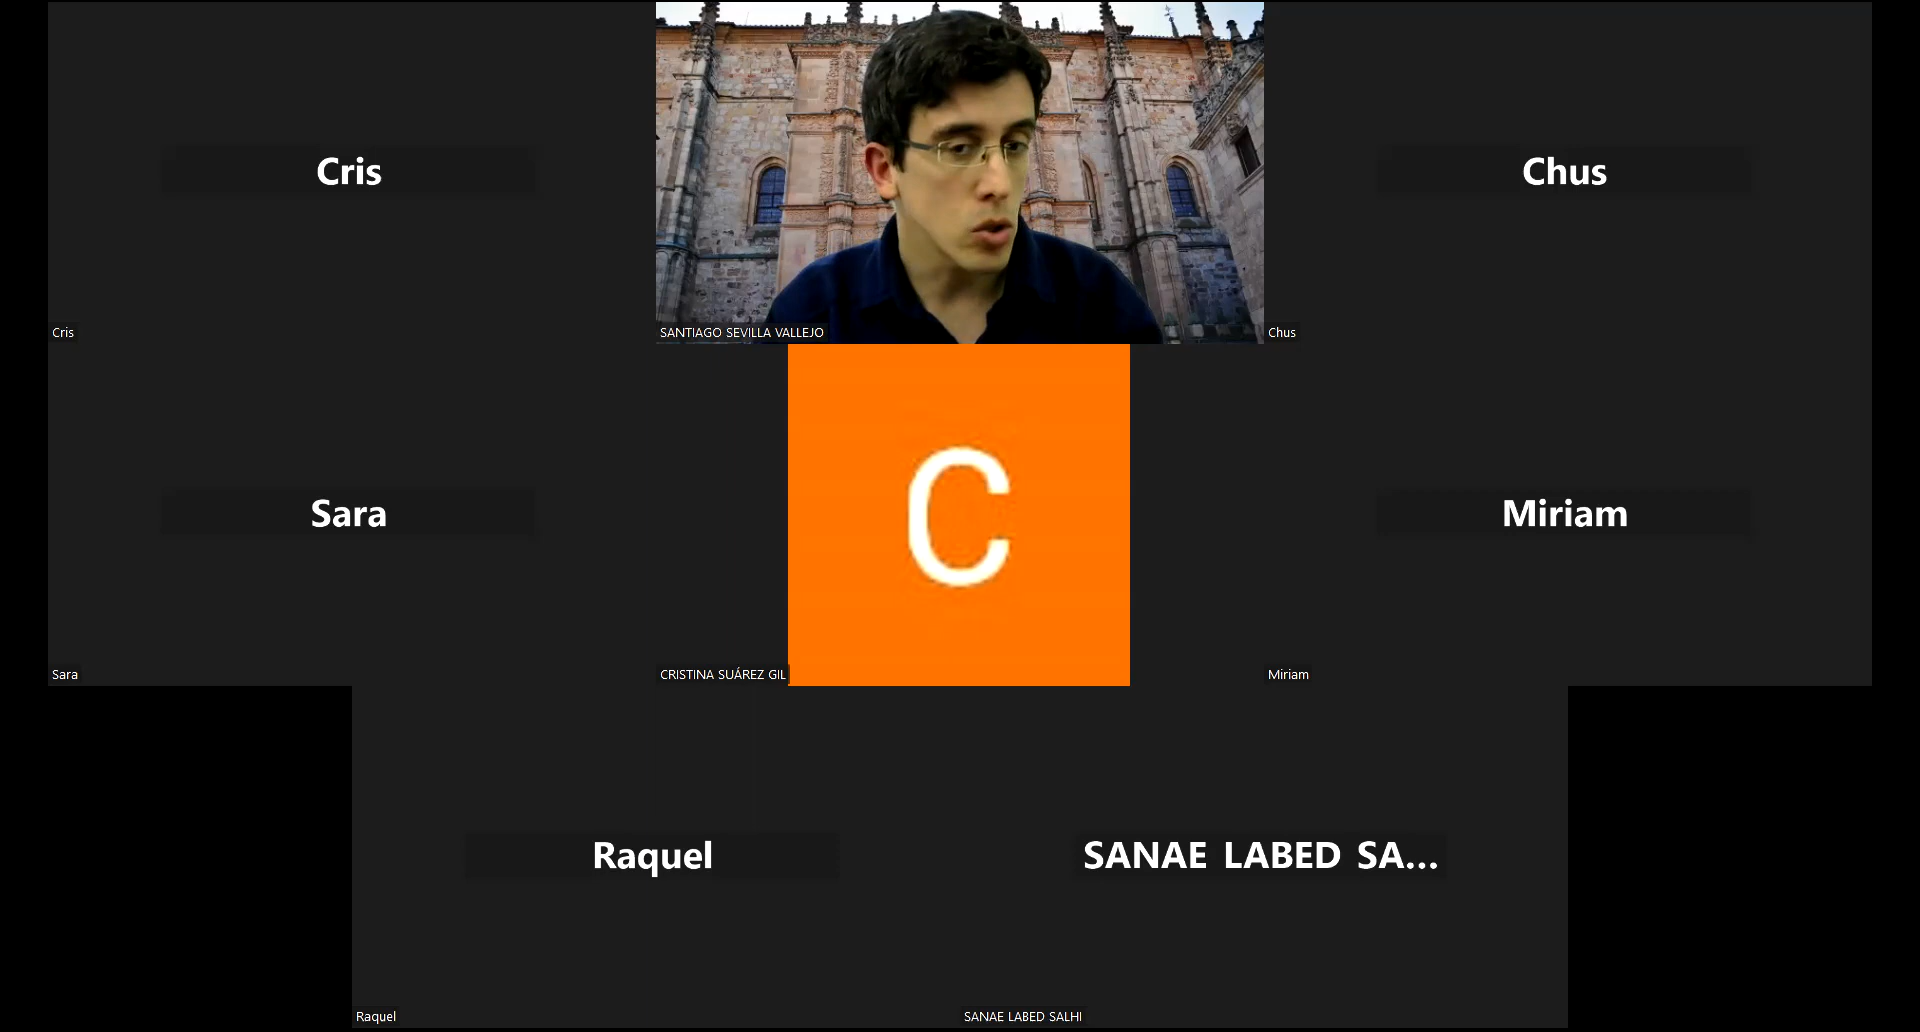 Cris
Cris
SANTIAGO SEVILLA VALLEJO
Chus
Chus
Sara
Sara
C
CRISTINA SUÁREZ GIL
Miriam
Miriam
Raquel
Raquel
SANAE LABED SA...
SANAE LABED SALHI